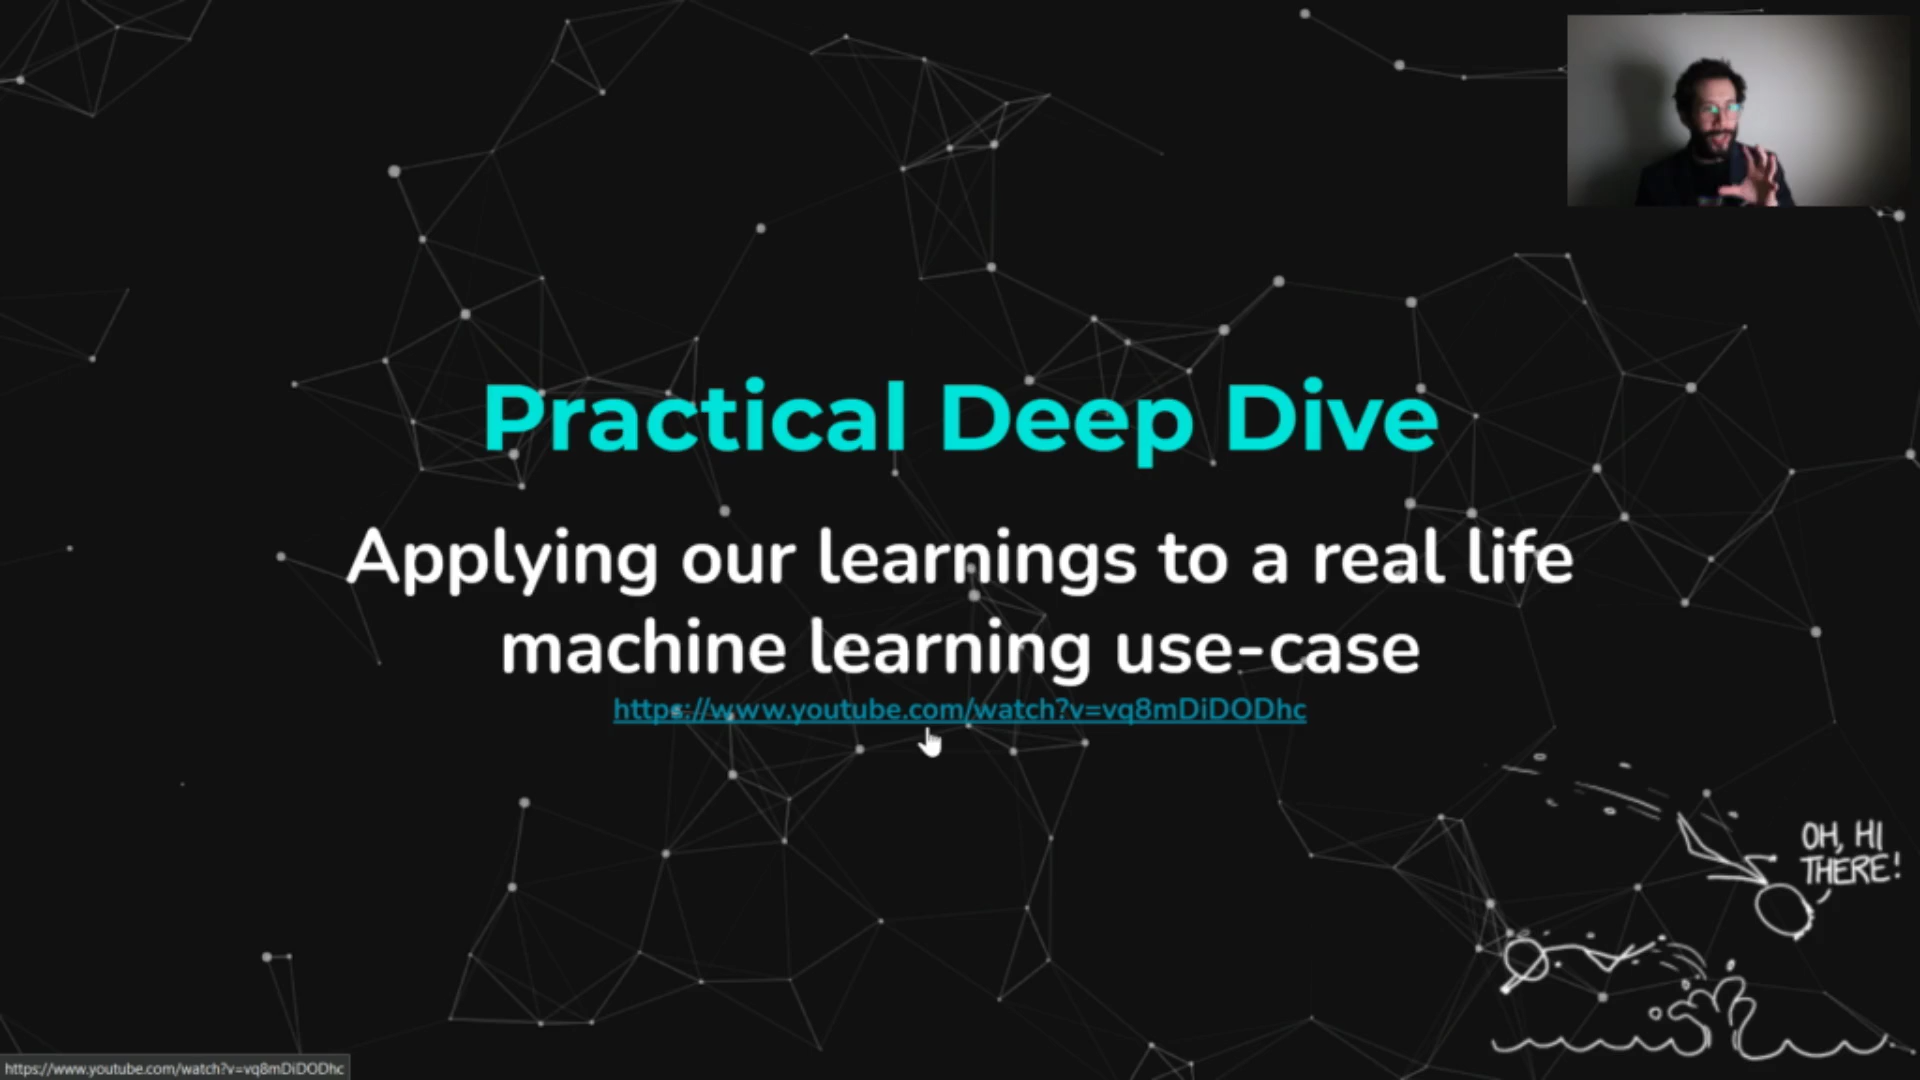 Practical Deep Dive
Applying our learnings to a real life
machine learning use-case
https://www.youtube.com/watch?v=vq8mDiDODhc
OH, HI
THERE!
https://www.youtube.com/watch?v=vq8mDiDODhc